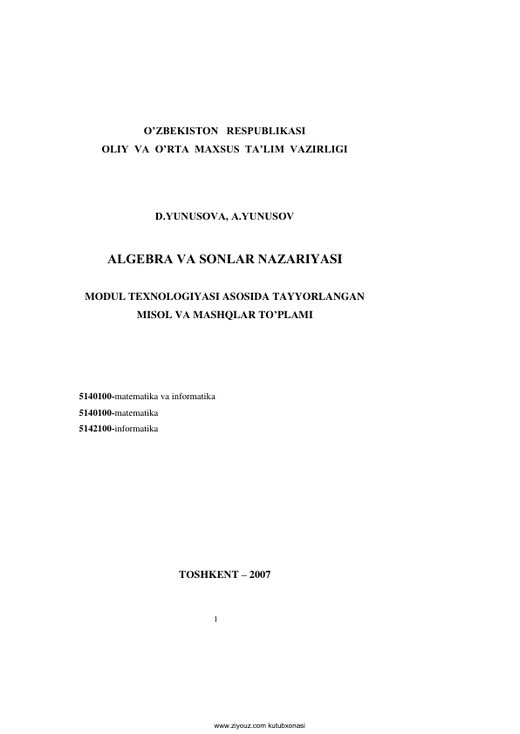 O’ZBEKISTON RESPUBLIKASI
OLIY VA O’RTA MAXSUS TA’LIM VAZIRLIGI
D.YUNUSOVA, A.YUNUSOV
ALGEBRA VA SONLAR NAZARIYASI
MODUL TEXNOLOGIYASI ASOSIDA TAYYORLANGAN
MISOL VA MASHQLAR TO’PLAMI
5140100-matematika va informatika
5140100-matematika
5142100-informatika
TOSHKENT – 2007
1
www.ziyouz.com kutubxonasi